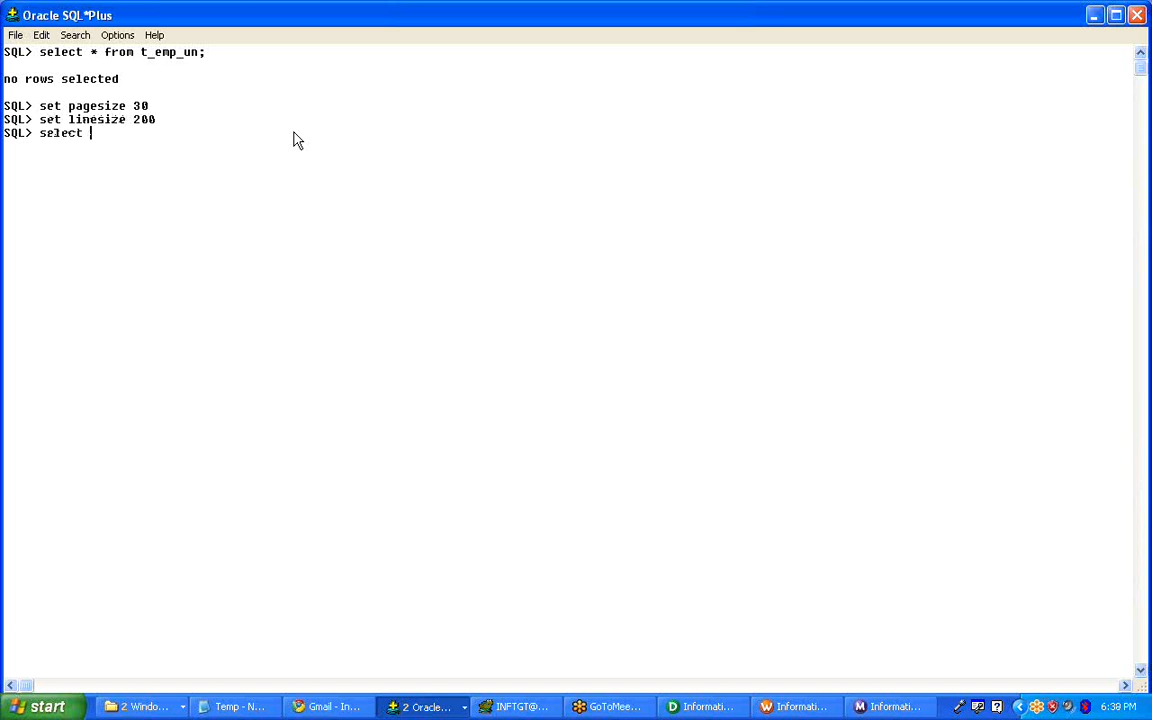 Oracle SQL*Plus
File Edit Search Options Help
SQL> select * from t_emp_un;
no rows selected
SQL> set pagesize 30
SQL> set linesize 200
SQL> select
start 2 Windo... Temp - N... Gmail - In... 2 Oracle... INFTGT@... GoToMee... Informati... Informati... Informati... 6:38 PM